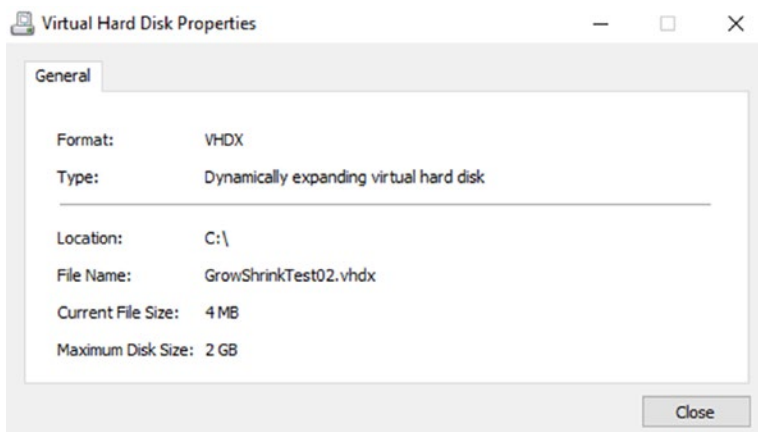 Virtual Hard Disk Properties
General
Format: VHDX
Type: Dynamically expanding virtual hard disk
Location: C:\
File Name: GrowShrinkTest02.vhdx
Current File Size: 4 MB
Maximum Disk Size: 2 GB
Close